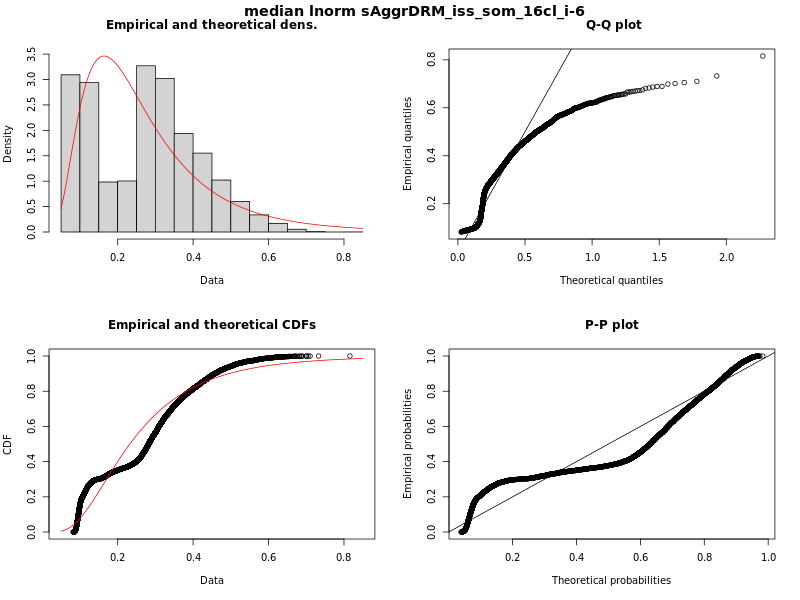 median lnorm sAggrDRM_iss_som_16cl_i-6
Empirical and theoretical dens.
Density
0.0 0.5 1.0 1.5 2.0 2.5 3.0 3.5
0.2 0.4 0.6 0.8
Data
Q-Q plot
Empirical quantiles
0.2 0.4 0.6 0.8
0.0 0.5 1.0 1.5 2.0
Theoretical quantiles
Empirical and theoretical CDFs
CDF
0.0 0.2 0.4 0.6 0.8 1.0
0.2 0.4 0.6 0.8
Data
P-P plot
Empirical probabilities
0.0 0.2 0.4 0.6 0.8 1.0
0.2 0.4 0.6 0.8 1.0
Theoretical probabilities